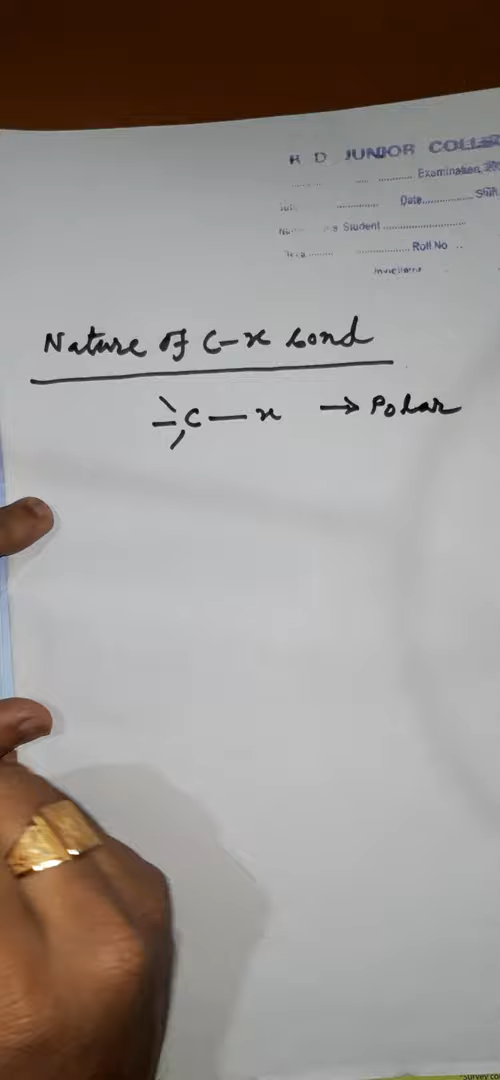 R D JUNIOR COLLE
Examination
Date
Student
Roll No
Nature of C-x bond
C — x → Polar